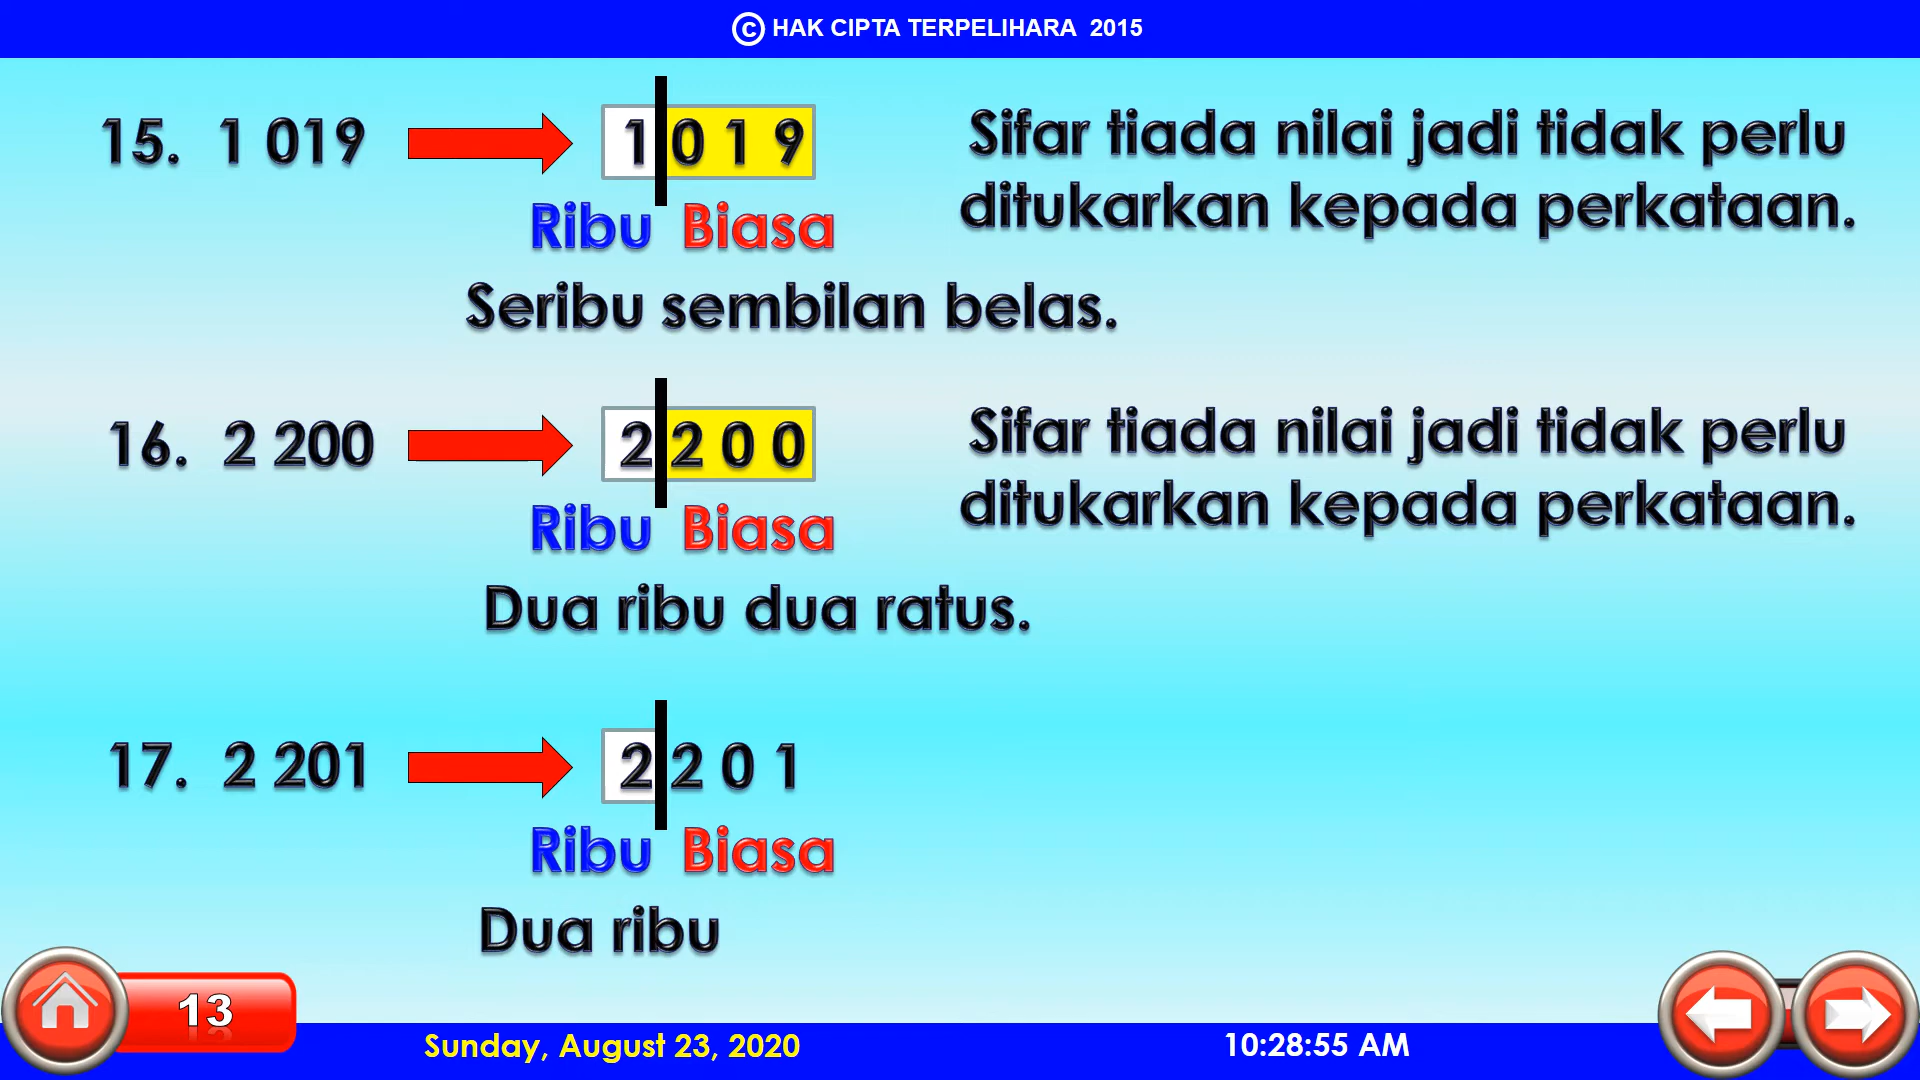 © HAK CIPTA TERPELIHARA 2015
15. 1 019
1 0 1 9
Ribu Biasa
Sifar tiada nilai jadi tidak perlu
ditukarkan kepada perkataan.
Seribu sembilan belas.
16. 2 200
2 2 0 0
Ribu Biasa
Sifar tiada nilai jadi tidak perlu
ditukarkan kepada perkataan.
Dua ribu dua ratus.
17. 2 201
2 2 0 1
Ribu Biasa
Dua ribu
13
Sunday, August 23, 2020
10:28:55 AM